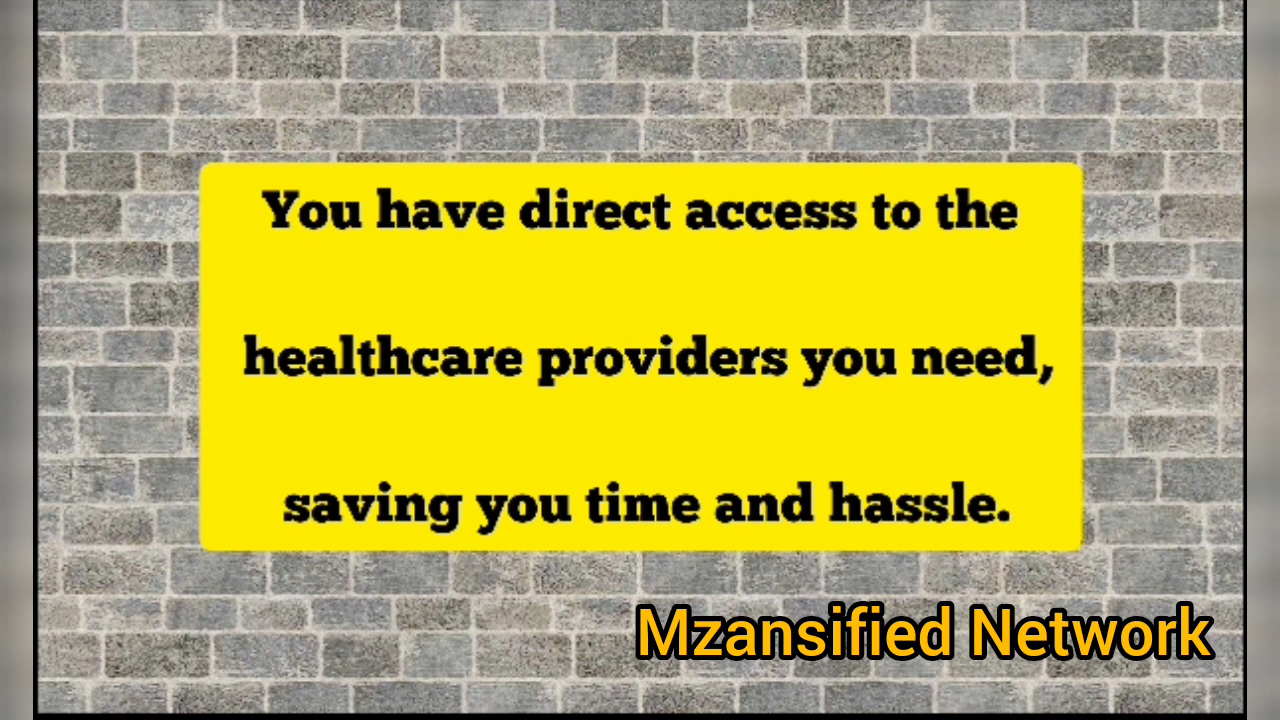 You have direct access to the
healthcare providers you need,
saving you time and hassle.
Mzansified Network